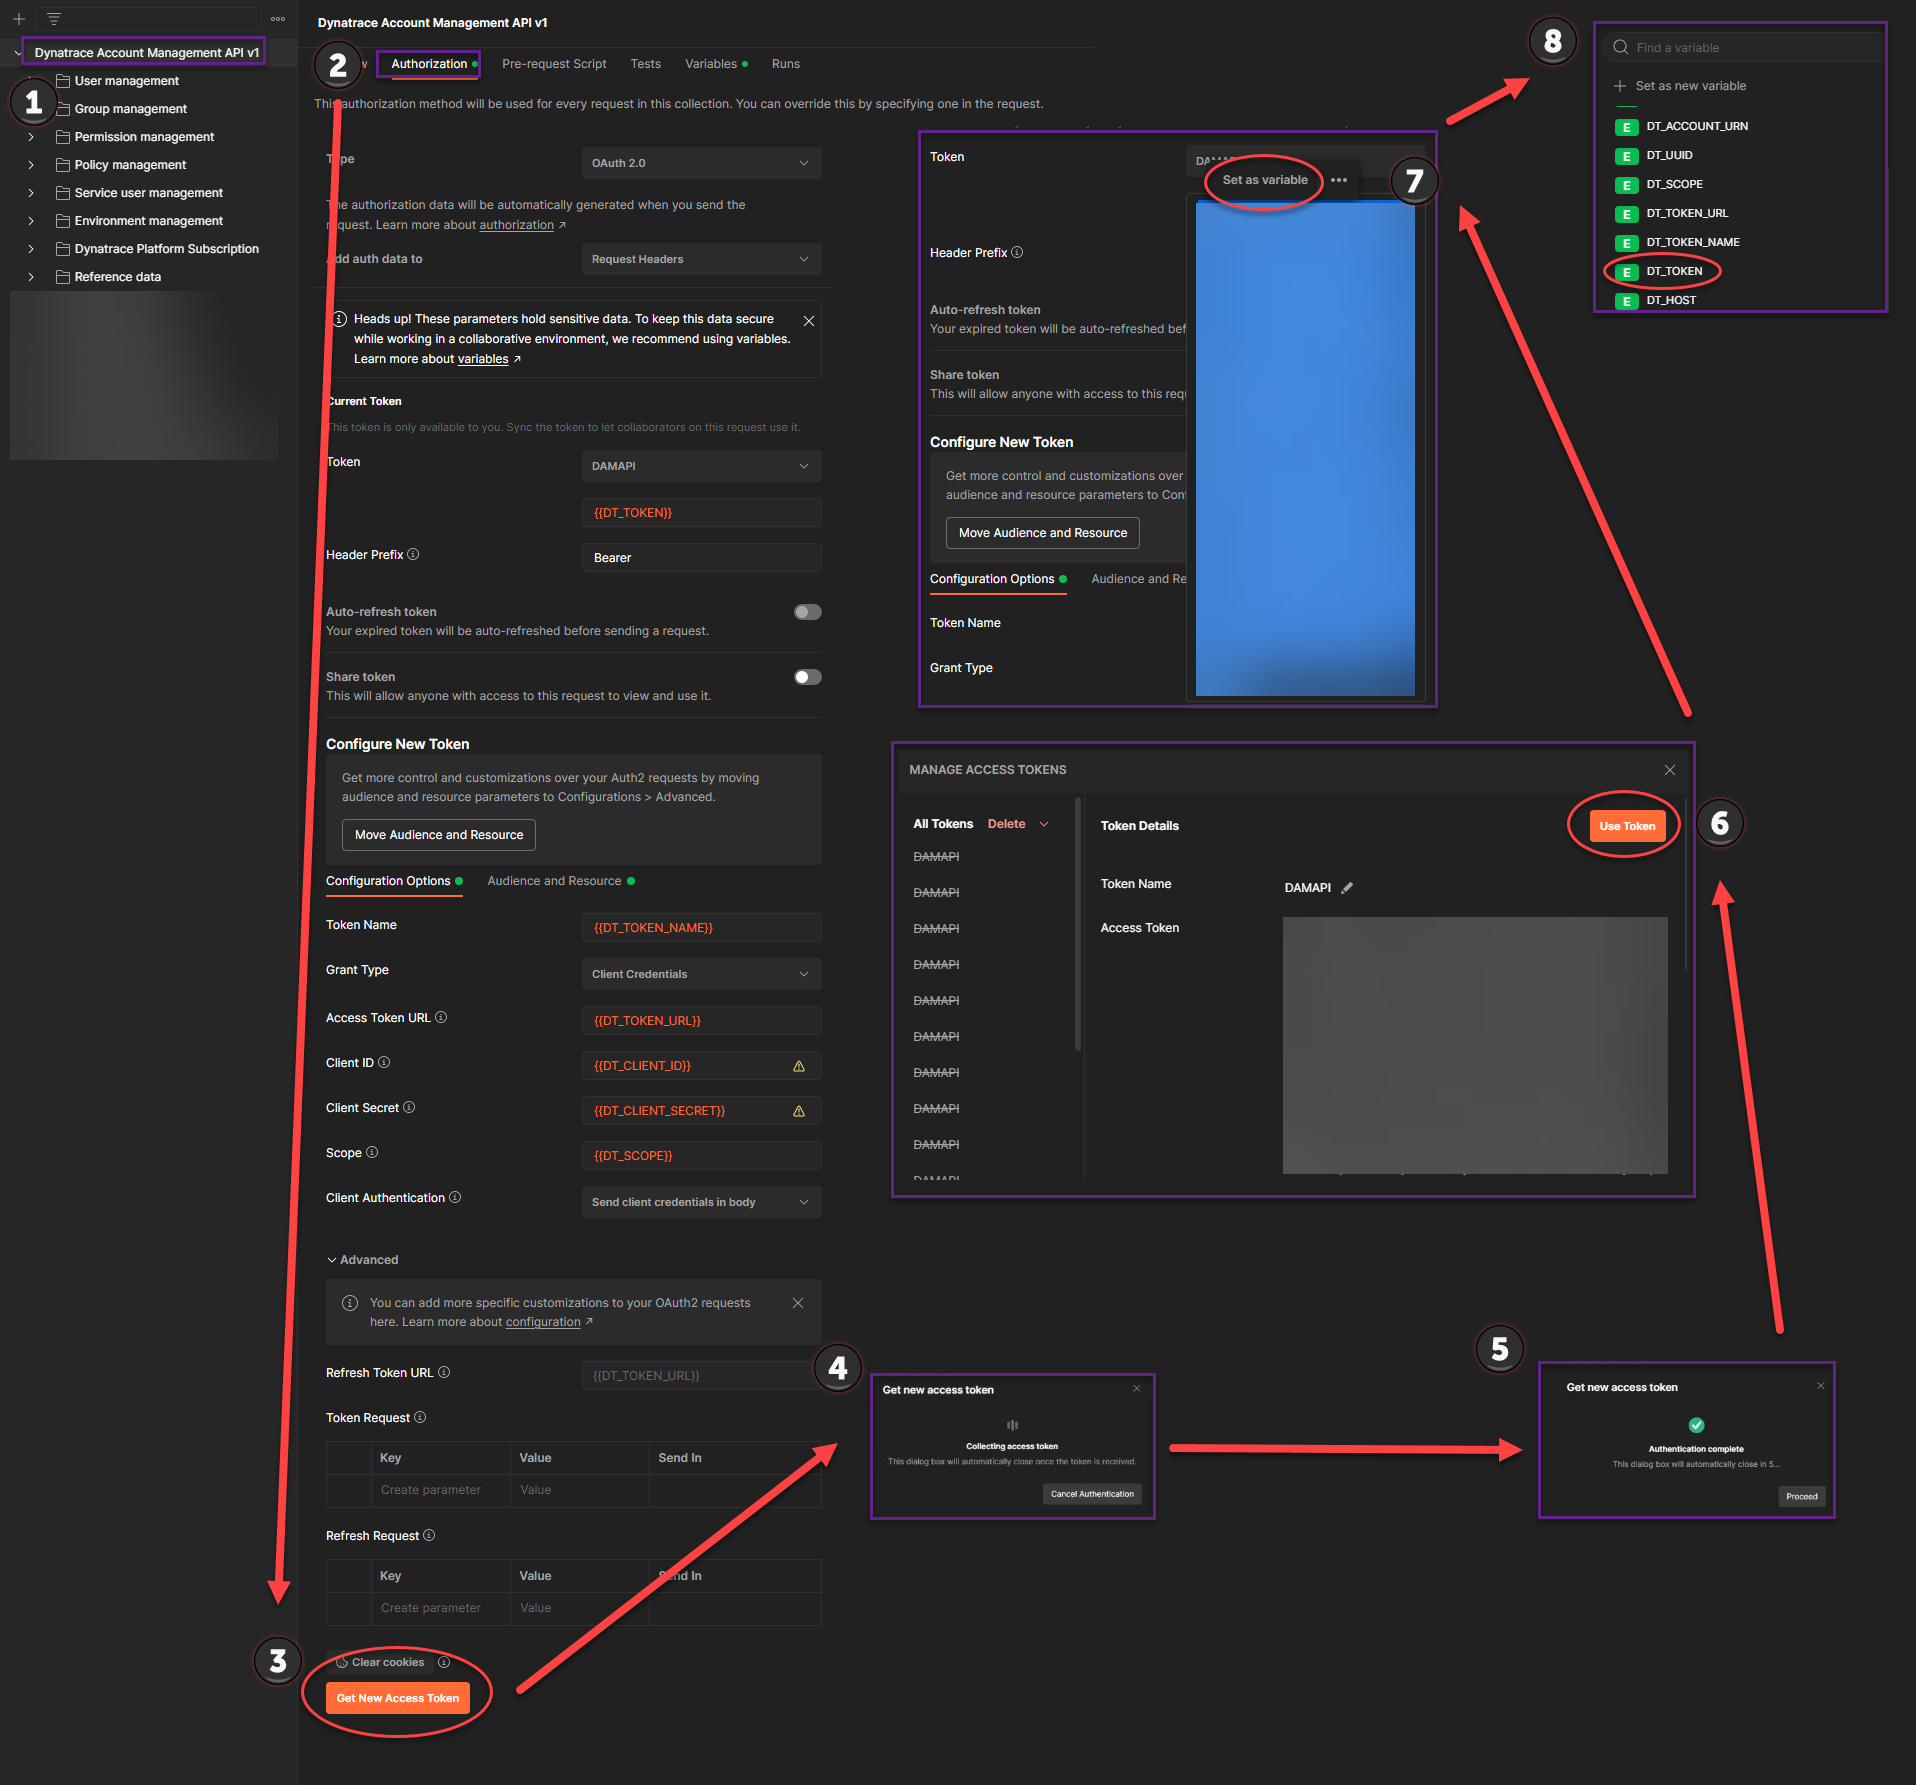 Dynatrace Account Management API v1
User management
Group management
Permission management
Policy management
Service user management
Environment management
Dynatrace Platform Subscription
Reference data
1
Dynatrace Account Management API v1
2
Authorization
Pre-request Script
Tests
Variables
Runs
This authorization method will be used for every request in this collection. You can override this by specifying one in the request.
Type
OAuth 2.0
The authorization data will be automatically generated when you send the
request. Learn more about authorization ↗
Add auth data to
Request Headers
Heads up! These parameters hold sensitive data. To keep this data secure
while working in a collaborative environment, we recommend using variables.
Learn more about variables ↗
Current Token
This token is only available to you. Sync the token to let collaborators on this request use it.
Token
DAMAPI
{{DT_TOKEN}}
Header Prefix
Bearer
Auto-refresh token
Your expired token will be auto-refreshed before sending a request.
Share token
This will allow anyone with access to this request to view and use it.
Configure New Token
Get more control and customizations over your Auth2 requests by moving
audience and resource parameters to Configurations > Advanced.
Move Audience and Resource
Configuration Options
Audience and Resource
Token Name
{{DT_TOKEN_NAME}}
Grant Type
Client Credentials
Access Token URL
{{DT_TOKEN_URL}}
Client ID
{{DT_CLIENT_ID}}
Client Secret
{{DT_CLIENT_SECRET}}
Scope
{{DT_SCOPE}}
Client Authentication
Send client credentials in body
Advanced
You can add more specific customizations to your OAuth2 requests
here. Learn more about configuration ↗
Refresh Token URL
{{DT_TOKEN_URL}}
Token Request
Key Value Send In
Create parameter Value
Refresh Request
Key Value Send In
Create parameter Value
3
Clear cookies
Get New Access Token
4
Get new access token
Collecting access token
This dialog box will automatically close once the token is received.
Cancel Authentication
5
Get new access token
Authentication complete
This dialog box will automatically close in 5...
Proceed
6
MANAGE ACCESS TOKENS
All Tokens Delete
DAMAPI
DAMAPI
DAMAPI
DAMAPI
DAMAPI
DAMAPI
DAMAPI
DAMAPI
DAMAPI
DAMAPI
Token Details
Use Token
Token Name
DAMAPI
Access Token
7
Token
Set as variable
Header Prefix
Auto-refresh token
Your expired token will be auto-refreshed
Share token
This will allow anyone with access to this
Configure New Token
Get more control and customizations over
audience and resource parameters to
Move Audience and Resource
Configuration Options
Audience and
Token Name
Grant Type
8
Find a variable
Set as new variable
E DT_ACCOUNT_URN
E DT_UUID
E DT_SCOPE
E DT_TOKEN_URL
E DT_TOKEN_NAME
E DT_TOKEN
E DT_HOST